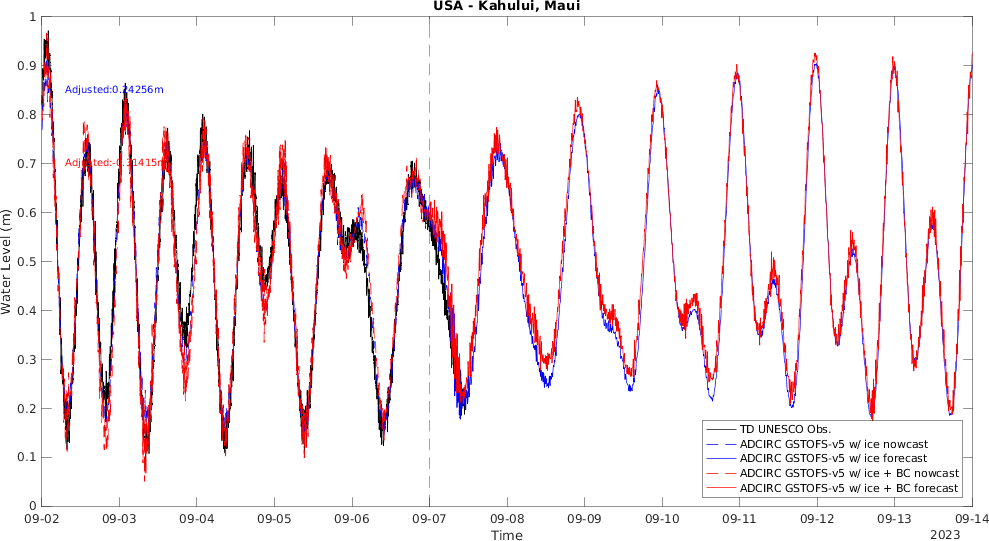 USA - Kahului, Maui
1
0.9
0.8
0.7
0.6
0.5
0.4
0.3
0.2
0.1
0
Water Level (m)
Adjusted:0.24256m
Adjusted:-0.31415m
TD UNESCO Obs.
ADCIRC GSTOFS-v5 w/ ice nowcast
ADCIRC GSTOFS-v5 w/ ice forecast
ADCIRC GSTOFS-v5 w/ ice + BC nowcast
ADCIRC GSTOFS-v5 w/ ice + BC forecast
09-02 09-03 09-04 09-05 09-06 09-07 09-08 09-09 09-10 09-11 09-12 09-13 09-14
Time
2023